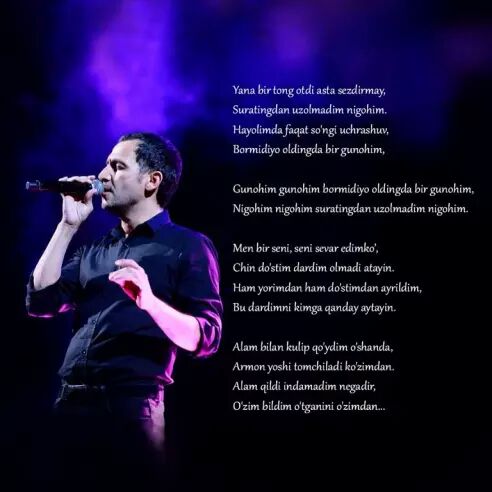 Yana bir tong otdi asta sezdirmay,
Suratingdan uzolmadim nigohim.
Hayolimda faqat so'ngi uchrashuv,
Bormidiyo oldingda bir gunohim,
Gunohim gunohim bormidiyo oldingda bir gunohim,
Nigohim nigohim suratingdan uzolmadim nigohim.
Men bir seni, seni sevar edimko',
Chin do'stim dardim olmadi atayin.
Ham yorimdan ham do'stimdan ayrildim,
Bu dardimni kimga qanday aytayin.
Alam bilan kulip qo'ydim o'shanda,
Armon yoshi tomchiladi ko'zimdan.
Alam qildi indamadim negadir,
O'zim bildim o'tganini o'zimdan...